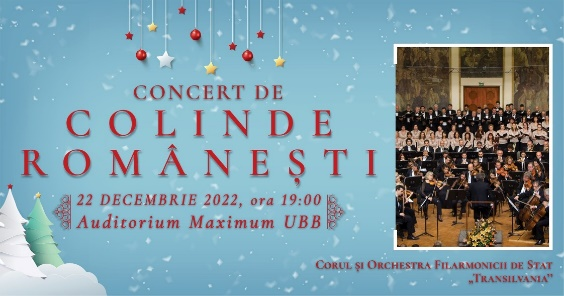 CONCERT DE
COLINDE
ROMÂNEȘTI
22 DECEMBRIE 2022, ora 19:00
Auditorium Maximum UBB
Corul și Orchestra Filarmonicii de Stat
„Transilvania”